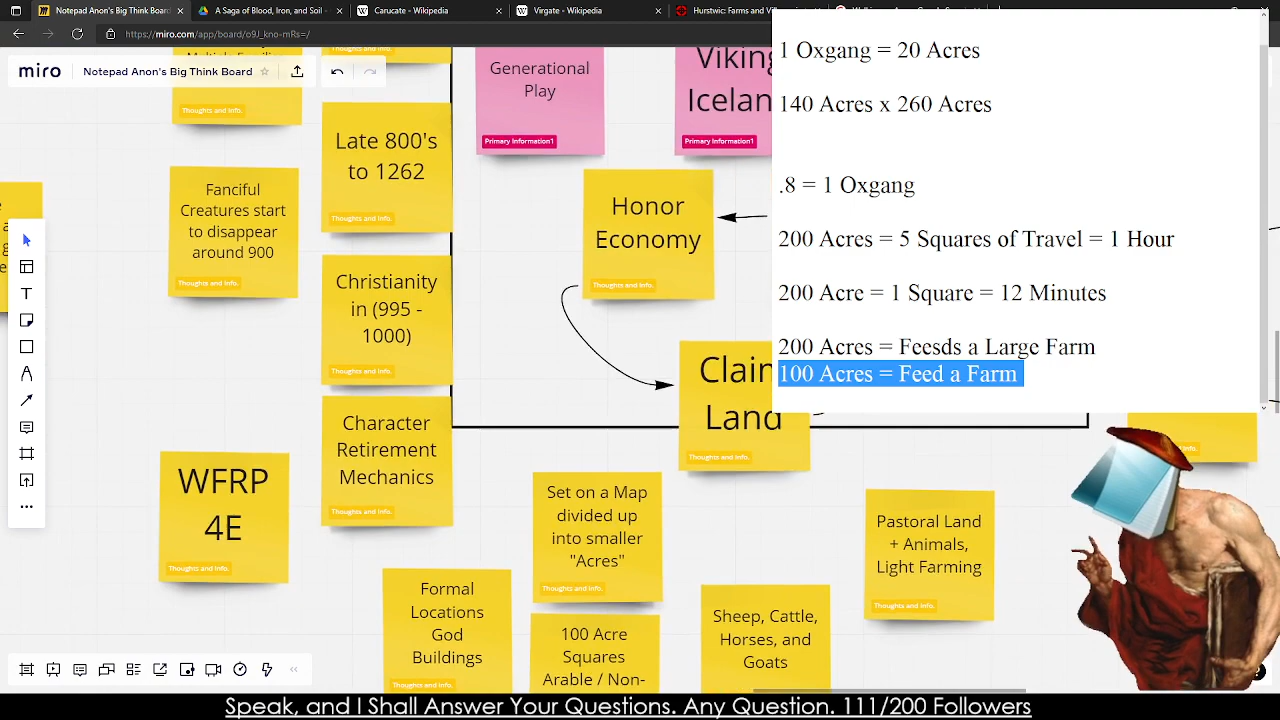 Notepad Anon's Big Think Board
A Saga of Blood, Iron, and Soil -
Carucate - Wikipedia
Virgate - Wikipedia
Hurstwic: Farms and V
https://miro.com/app/board/o9J_kno-mRs=/
miro
Notepad Anon's Big Think Board
Thoughts and Info.
Late 800's
to 1262
Thoughts and Info.
Fanciful
Creatures start
to disappear
around 900
Thoughts and Info.
Christianity
in (995 -
1000)
Thoughts and Info.
Character
Retirement
Mechanics
Thoughts and Info.
WFRP
4E
Thoughts and Info.
Generational
Play
Primary Information1
Viking
Icelan
Primary Information1
Honor
Economy
Thoughts and Info.
Claim
Land
Thoughts and Info.
Set on a Map
divided up
into smaller
"Acres"
Thoughts and Info.
Formal
Locations
God
Buildings
Thoughts and Info.
100 Acre
Squares
Arable / Non-
Sheep, Cattle,
Horses, and
Goats
Pastoral Land
+ Animals,
Light Farming
Thoughts and Info.
1 Oxgang = 20 Acres
140 Acres x 260 Acres
.8 = 1 Oxgang
200 Acres = 5 Squares of Travel = 1 Hour
200 Acre = 1 Square = 12 Minutes
200 Acres = Feesds a Large Farm
100 Acres = Feed a Farm
Speak, and I Shall Answer Your Questions. Any Question. 111/200 Followers